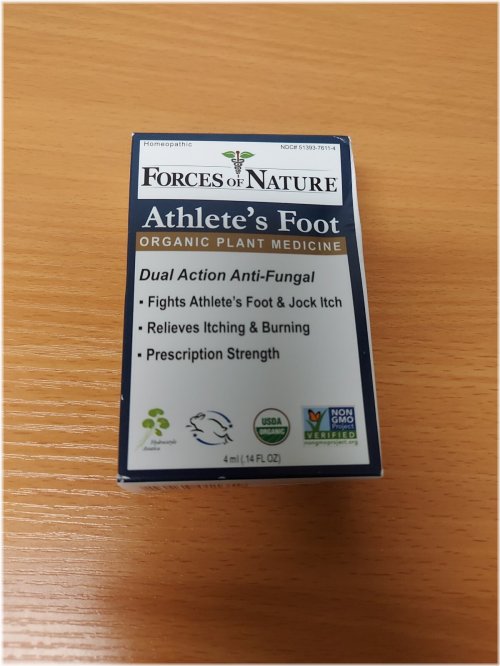 Homeopathic NDC# 51393-7611-4
FORCES OF NATURE
Athlete's Foot
ORGANIC PLANT MEDICINE
Dual Action Anti-Fungal
• Fights Athlete's Foot & Jock Itch
• Relieves Itching & Burning
• Prescription Strength
Hydrocotyle
Asiatica
USDA
ORGANIC
NON
GMO
Project
VERIFIED
nongmoproject.org
4 ml (.14 FL OZ)